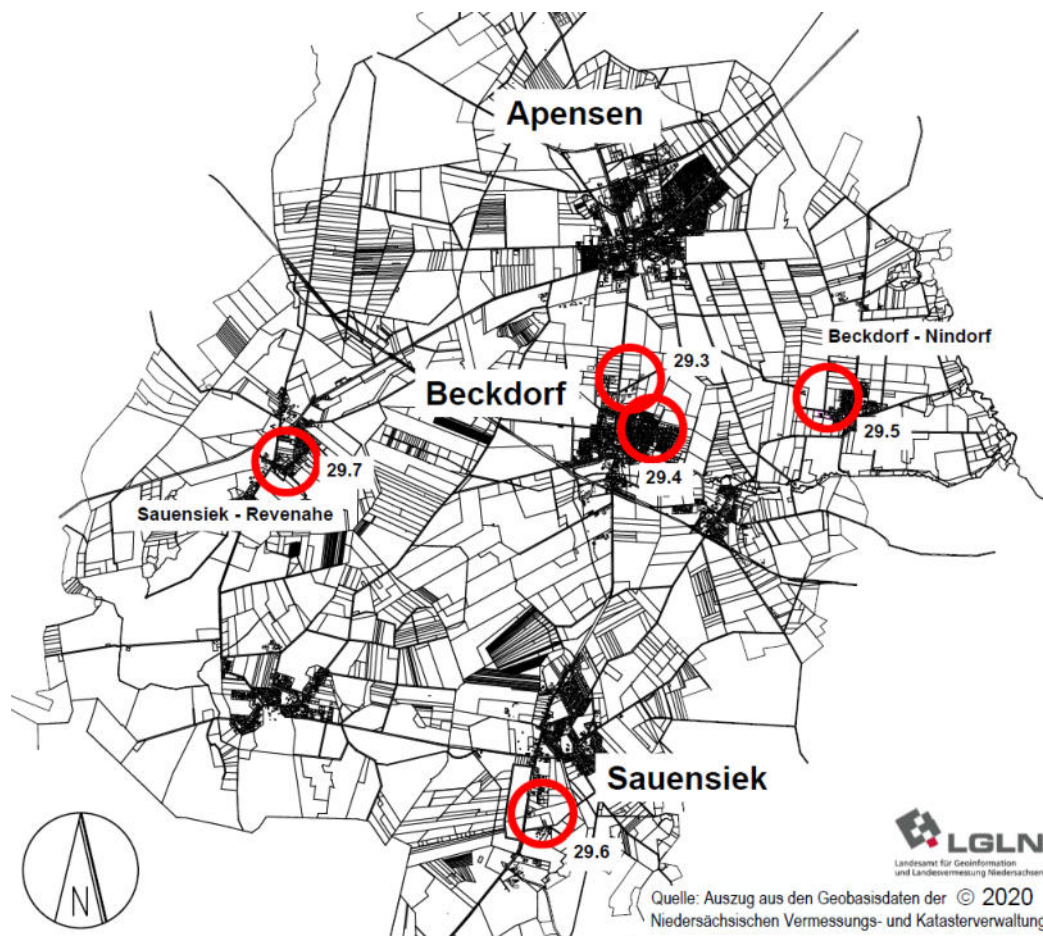 Apensen
Beckdorf - Nindorf
29.3
Beckdorf
29.5
29.4
29.7
Sauensiek - Revenahe
Sauensiek
29.6
N
LGLN
Landesamt für Geoinformation
und Landesvermessung Niedersachsen
Quelle: Auszug aus den Geobasisdaten der © 2020
Niedersächsischen Vermessungs- und Katasterverwaltung